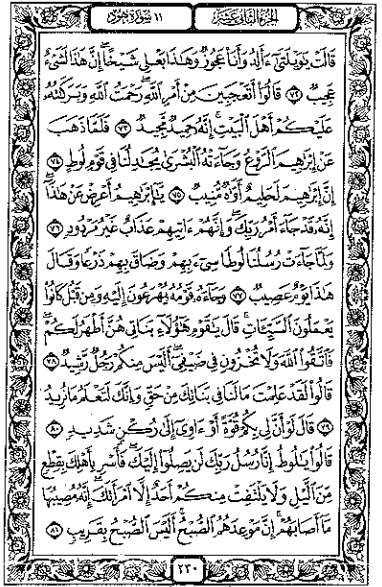 الجزء الثاني عشر
١١ سورة هود
قَالَتْ يَٰوَيْلَتَىٰٓ ءَأَلِدُ وَأَنَا۠ عَجُوزٌ وَهَٰذَا بَعْلِى شَيْخًا ۖ إِنَّ هَٰذَا لَشَىْءٌ
عَجِيبٌ ﴿٧٢﴾ قَالُوٓا۟ أَتَعْجَبِينَ مِنْ أَمْرِ ٱللَّهِ ۖ رَحْمَتُ ٱللَّهِ وَبَرَكَٰتُهُۥ
عَلَيْكُمْ أَهْلَ ٱلْبَيْتِ ۚ إِنَّهُۥ حَمِيدٌ مَّجِيدٌ ﴿٧٣﴾ فَلَمَّا ذَهَبَ
عَنْ إِبْرَٰهِيمَ ٱلرَّوْعُ وَجَآءَتْهُ ٱلْبُشْرَىٰ يُجَٰدِلُنَا فِى قَوْمِ لُوطٍ ﴿٧٤﴾
إِنَّ إِبْرَٰهِيمَ لَحَلِيمٌ أَوَّٰهٌ مُّنِيبٌ ﴿٧٥﴾ يَٰٓإِبْرَٰهِيمُ أَعْرِضْ عَنْ هَٰذَآ ۖ
إِنَّهُۥ قَدْ جَآءَ أَمْرُ رَبِّكَ ۖ وَإِنَّهُمْ ءَاتِيهِمْ عَذَابٌ غَيْرُ مَرْدُودٍ ﴿٧٦﴾
وَلَمَّا جَآءَتْ رُسُلُنَا لُوطًا سِىٓءَ بِهِمْ وَضَاقَ بِهِمْ ذَرْعًا وَقَالَ
هَٰذَا يَوْمٌ عَصِيبٌ ﴿٧٧﴾ وَجَآءَهُۥ قَوْمُهُۥ يُهْرَعُونَ إِلَيْهِ وَمِن قَبْلُ كَانُوا۟
يَعْمَلُونَ ٱلسَّيِّـَٔاتِ ۚ قَالَ يَٰقَوْمِ هَٰٓؤُلَآءِ بَنَاتِى هُنَّ أَطْهَرُ لَكُمْ ۖ
فَٱتَّقُوا۟ ٱللَّهَ وَلَا تُخْزُونِ فِى ضَيْفِىٓ ۖ أَلَيْسَ مِنكُمْ رَجُلٌ رَّشِيدٌ ﴿٧٨﴾
قَالُوا۟ لَقَدْ عَلِمْتَ مَا لَنَا فِى بَنَاتِكَ مِنْ حَقٍّ وَإِنَّكَ لَتَعْلَمُ مَا نُرِيدُ
﴿٧٩﴾ قَالَ لَوْ أَنَّ لِى بِكُمْ قُوَّةً أَوْ ءَاوِىٓ إِلَىٰ رُكْنٍ شَدِيدٍ ﴿٨٠﴾
قَالُوا۟ يَٰلُوطُ إِنَّا رُسُلُ رَبِّكَ لَن يَصِلُوٓا۟ إِلَيْكَ ۖ فَأَسْرِ بِأَهْلِكَ بِقِطْعٍ
مِّنَ ٱلَّيْلِ وَلَا يَلْتَفِتْ مِنكُمْ أَحَدٌ إِلَّا ٱمْرَأَتَكَ ۖ إِنَّهُۥ مُصِيبُهَا
مَآ أَصَابَهُمْ ۚ إِنَّ مَوْعِدَهُمُ ٱلصُّبْحُ ۚ أَلَيْسَ ٱلصُّبْحُ بِقَرِيبٍ ﴿٨١﴾
٢٣٠